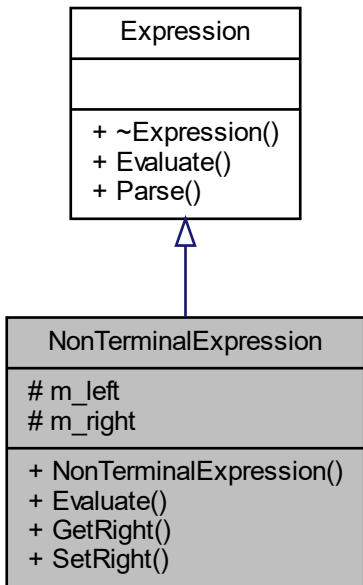 Expression
+ ~Expression()
+ Evaluate()
+ Parse()
NonTerminalExpression
# m_left
# m_right
+ NonTerminalExpression()
+ Evaluate()
+ GetRight()
+ SetRight()